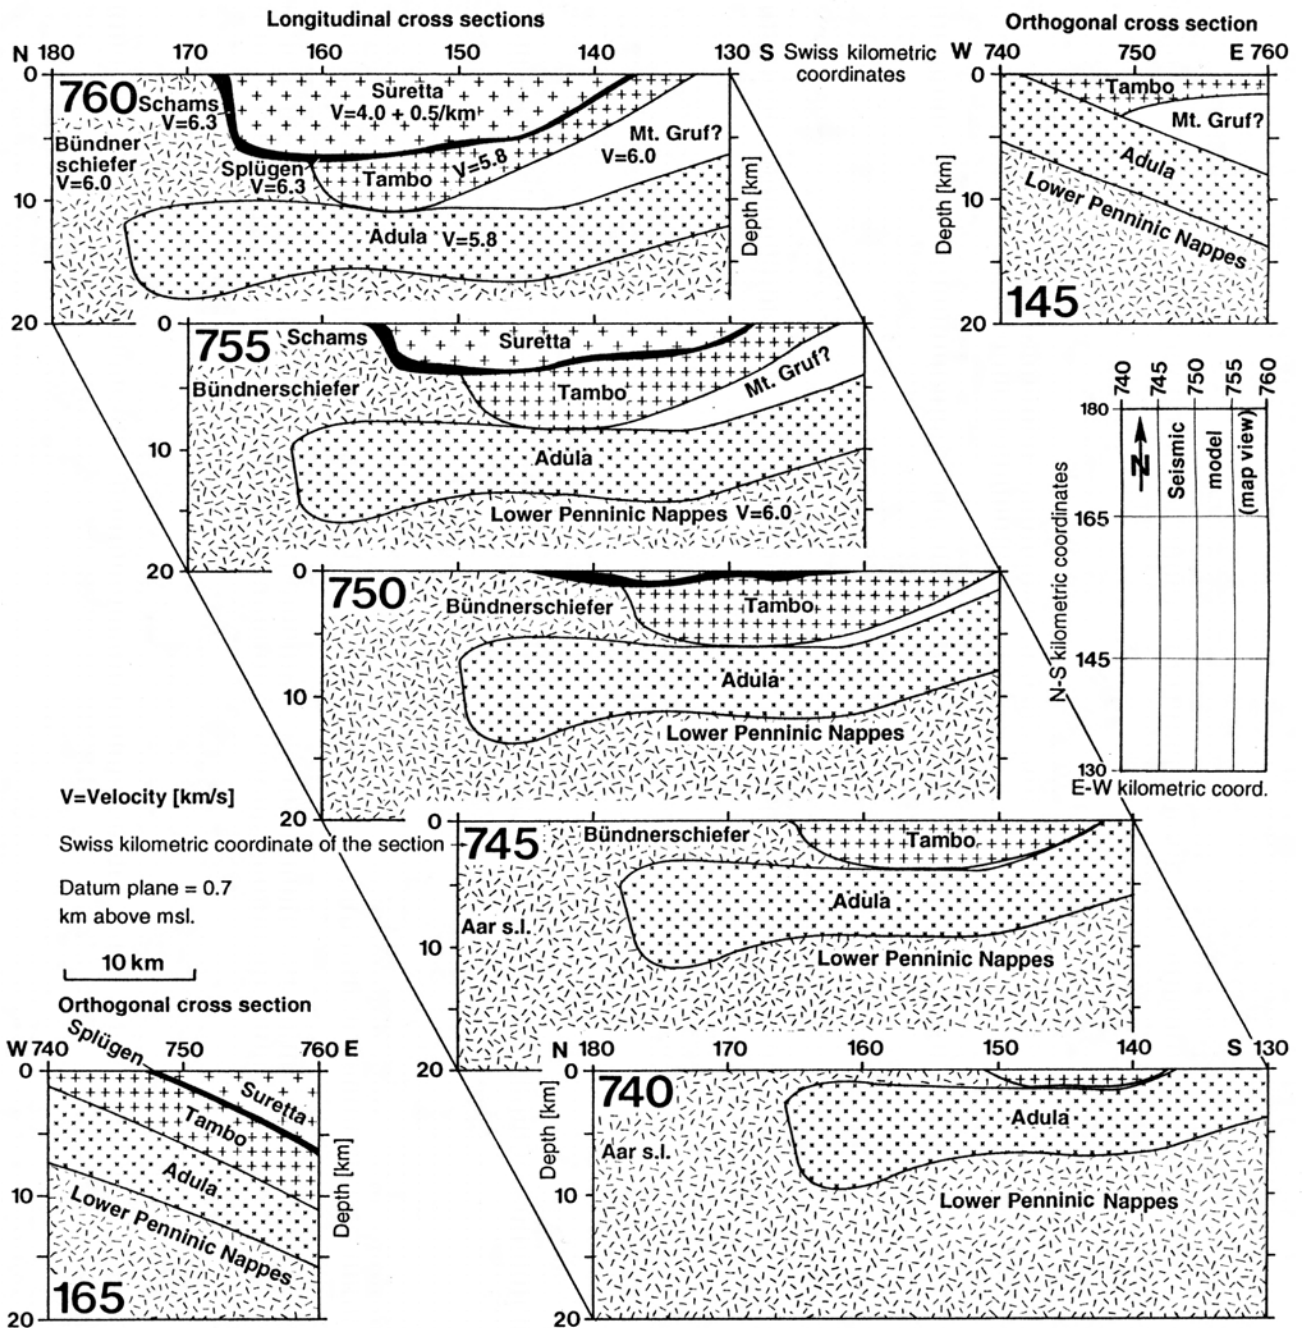 Longitudinal cross sections
N 180 170 160 150 140 130 S Swiss kilometric
coordinates
0
760
Schams
V=6.3
Suretta
V=4.0 + 0.5/km
Bündner
schiefer
V=6.0
Splügen
V=6.3
Tambo
V=5.8
Mt. Gruf?
V=6.0
10
Adula V=5.8
Depth [km]
20
Orthogonal cross section
W 740 750 E 760
0
Tambo
Mt. Gruf?
Adula
Depth [km]
10
Lower Penninic Nappes
145
20
0
755
Schams
Suretta
Bündnerschiefer
Tambo
Mt. Gruf?
10
Adula
Lower Penninic Nappes V=6.0
20
740
745
750
755
760
180
N
Seismic
model
(map view)
165
145
130
N-S kilometric coordinates
E-W kilometric coord.
0
750
Bündnerschiefer
Tambo
Adula
10
Lower Penninic Nappes
20
V=Velocity [km/s]
Swiss kilometric coordinate of the section
Datum plane = 0.7
km above msl.
10 km
0
745
Bündnerschiefer
Tambo
Adula
Aar s.l.
10
Lower Penninic Nappes
20
Orthogonal cross section
Splügen
W 740 750 760 E
0
Suretta
Tambo
Adula
10
Lower Penninic Nappes
Depth [km]
165
20
N 180 170 160 150 140 S 130
0
740
Adula
Aar s.l.
Depth [km]
10
Lower Penninic Nappes
20